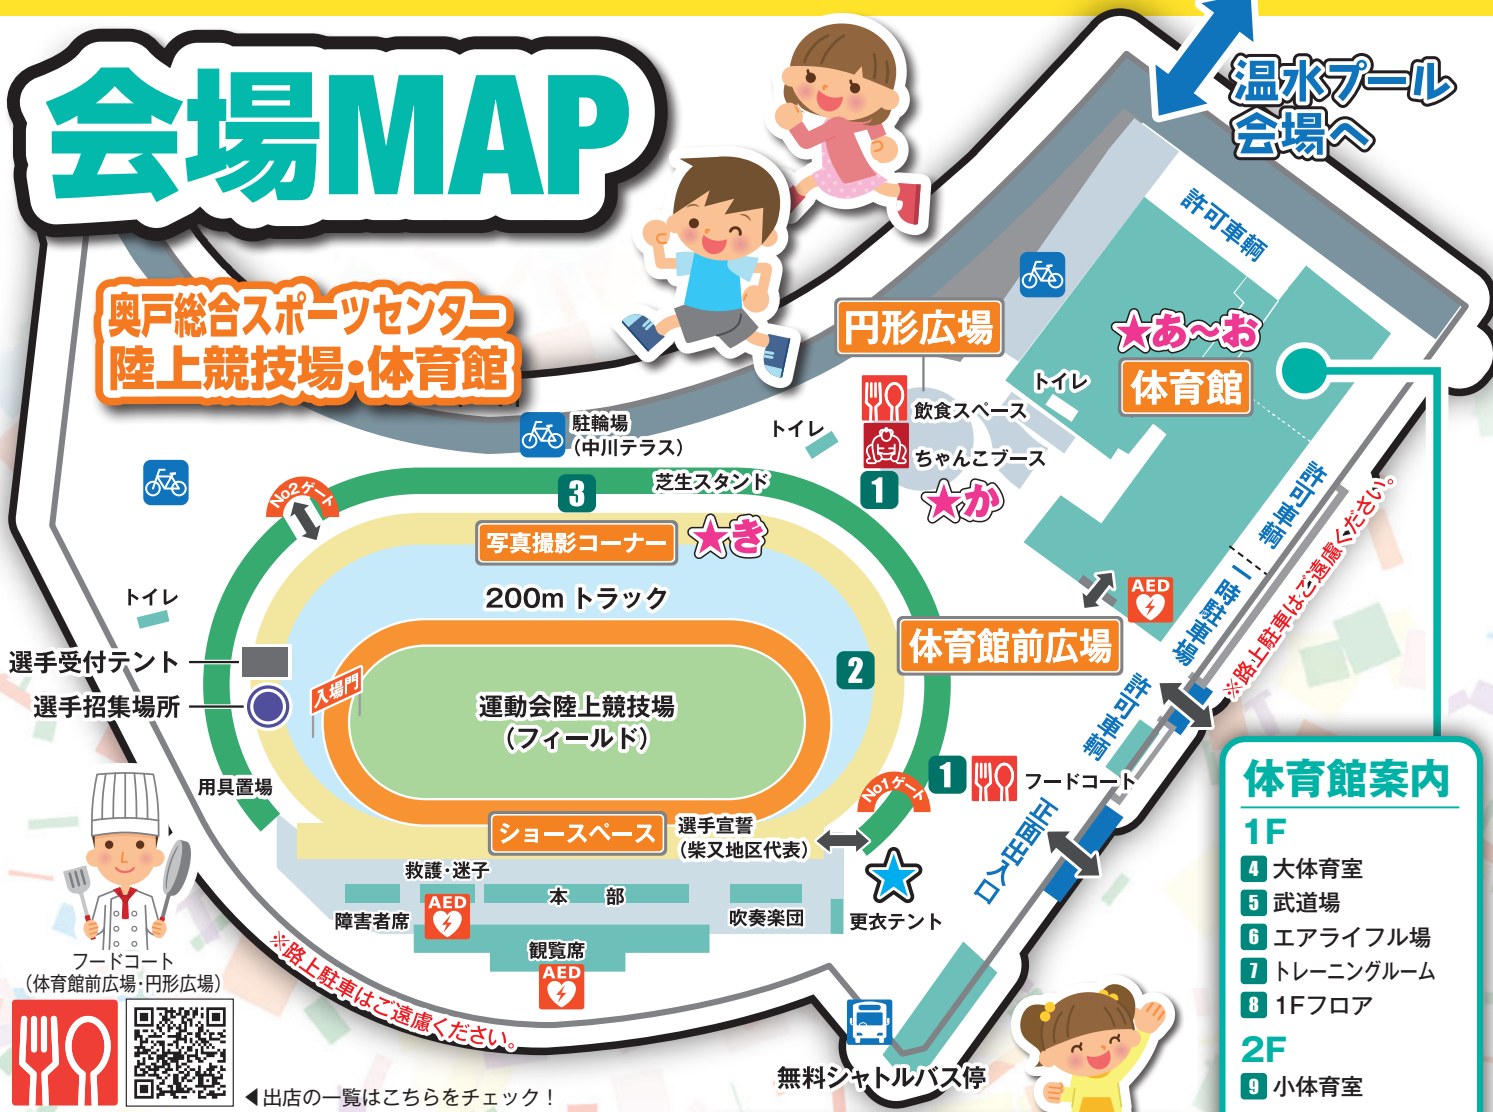 会場MAP
温水プール
会場へ
奥戸総合スポーツセンター
陸上競技場・体育館
許可車輌
円形広場
★あ～お
体育館
トイレ
飲食スペース
ちゃんこブース
1
★か
トイレ
駐輪場
(中川テラス)
芝生スタンド
3
No2ゲート
写真撮影コーナー
★き
200m トラック
許可車輌
※路上駐車はご遠慮ください。
一時駐車場
AED
体育館前広場
2
トイレ
選手受付テント
選手招集場所
入場門
運動会陸上競技場
(フィールド)
許可車輌
用具置場
No1ゲート
1
フードコート
正面出入口
ショースペース
選手宣誓
(柴又地区代表)
救護・迷子
本部
AED
障害者席
吹奏楽団
更衣テント
観覧席
AED
※路上駐車はご遠慮ください。
無料シャトルバス停
フードコート
(体育館前広場・円形広場)
◀出店の一覧はこちらをチェック！
体育館案内
1F
4 大体育室
5 武道場
6 エアライフル場
7 トレーニングルーム
8 1Fフロア
2F
9 小体育室